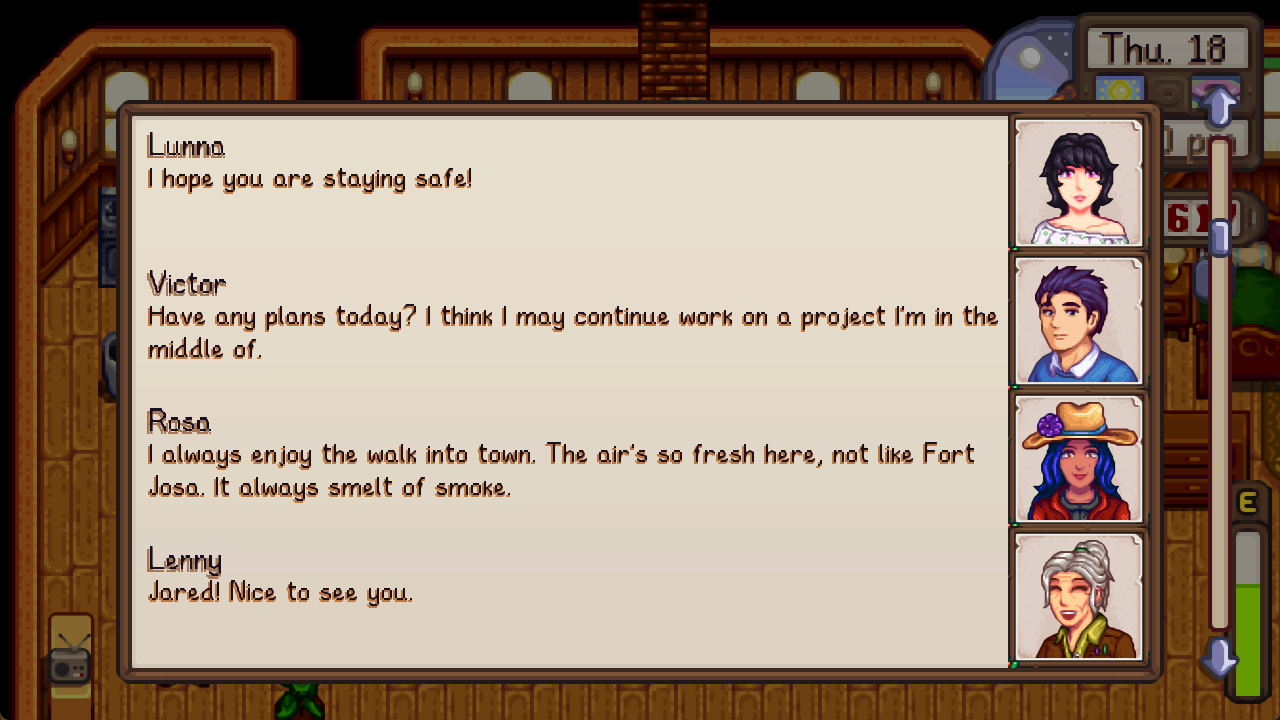 Thu. 18
Lunna
I hope you are staying safe!
Victor
Have any plans today? I think I may continue work on a project I'm in the
middle of.
Rosa
I always enjoy the walk into town. The air's so fresh here, not like Fort
Josa. It always smelt of smoke.
Lenny
Jared! Nice to see you.
pm
E